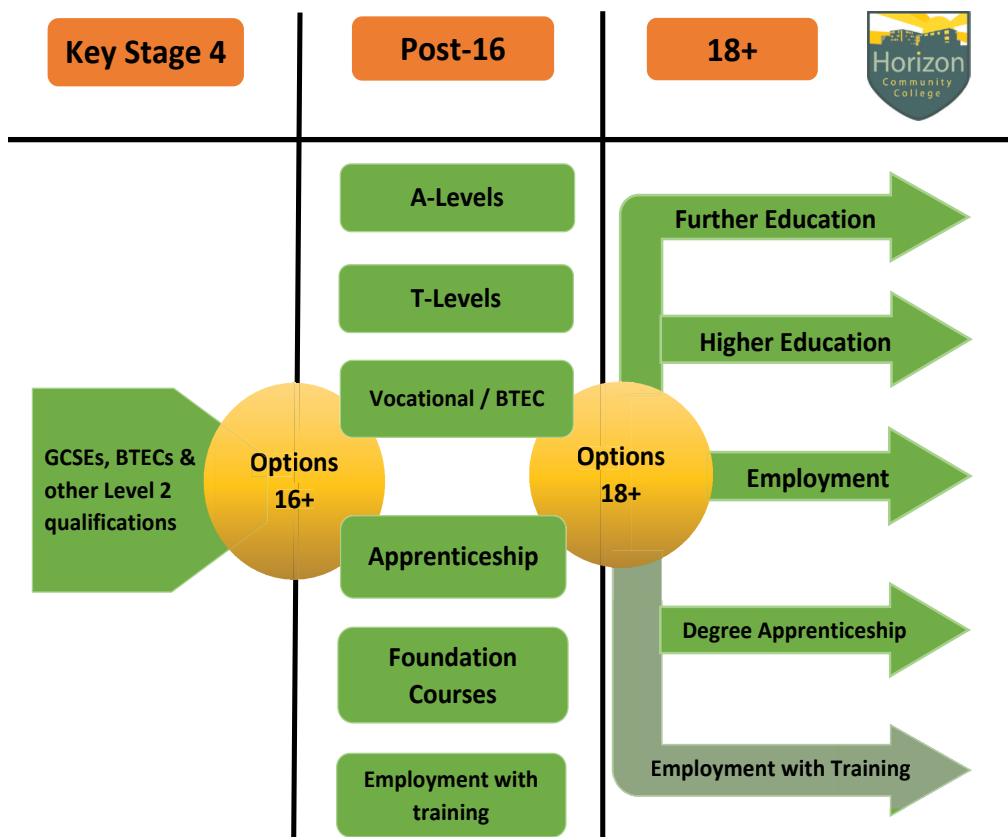 Key Stage 4
Post-16
18+
Horizon
Community
College
GCSEs, BTECs &
other Level 2
qualifications
Options
16+
A-Levels
T-Levels
Vocational / BTEC
Apprenticeship
Foundation
Courses
Employment with
training
Options
18+
Further Education
Higher Education
Employment
Degree Apprenticeship
Employment with Training